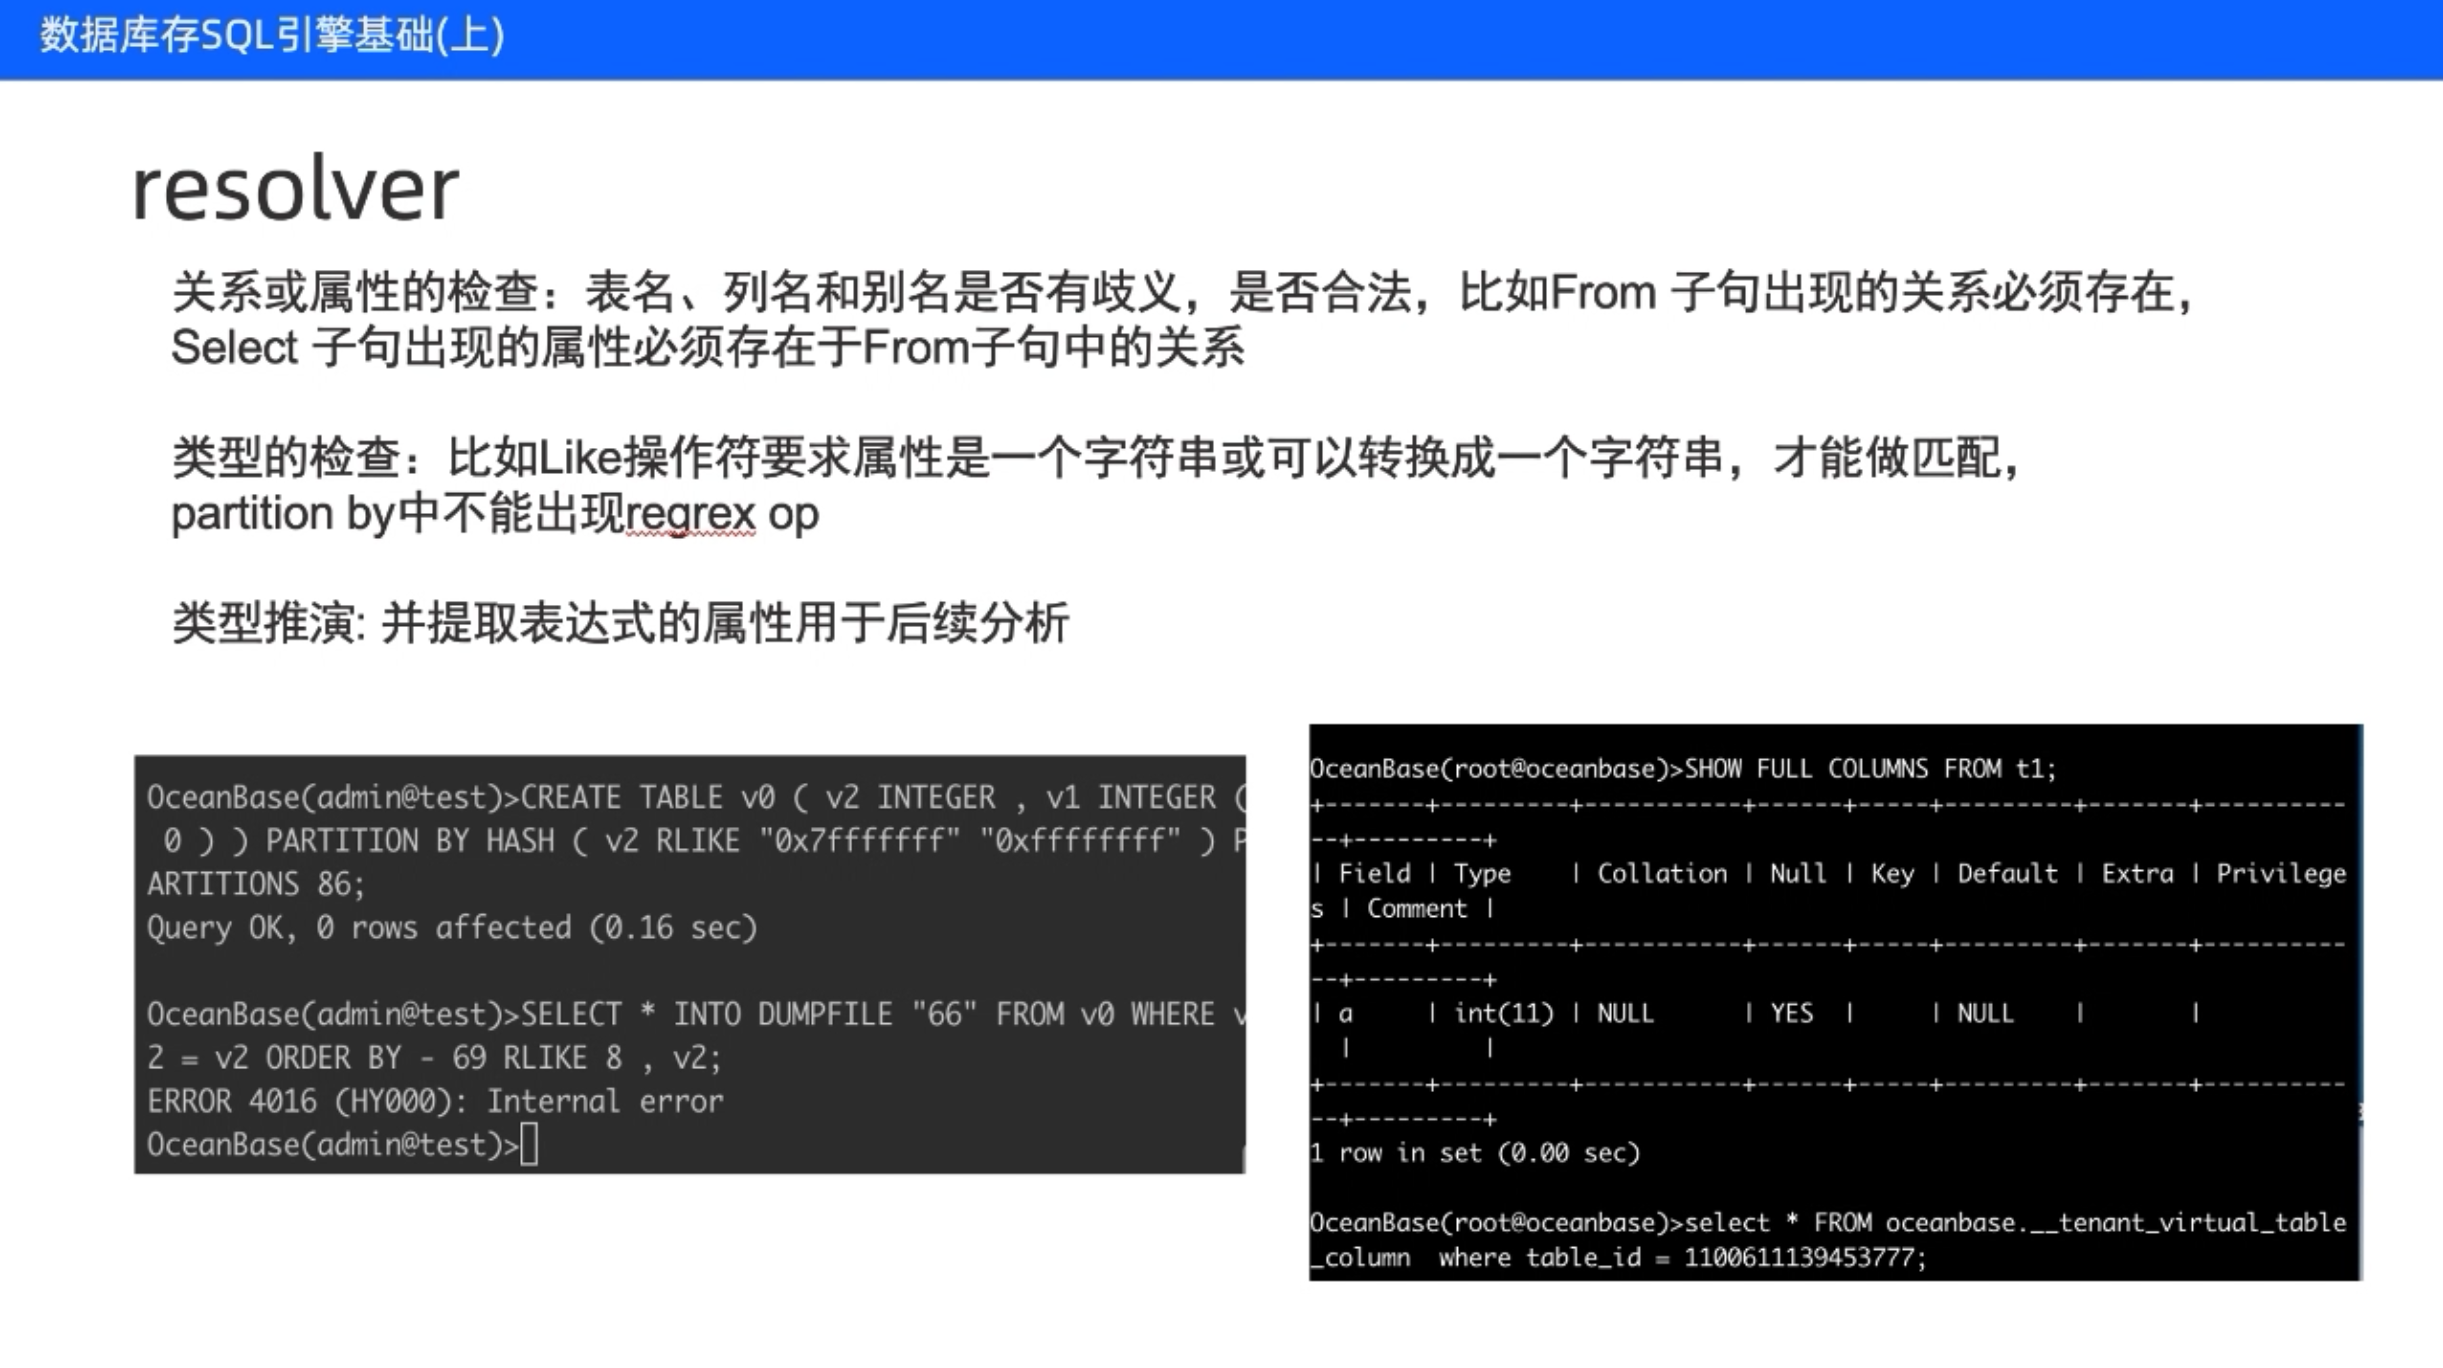 数据库存SQL引擎基础(上)
resolver
关系或属性的检查：表名、列名和别名是否有歧义，是否合法，比如From 子句出现的关系必须存在，
Select 子句出现的属性必须存在于From子句中的关系
类型的检查：比如Like操作符要求属性是一个字符串或可以转换成一个字符串，才能做匹配，
partition by中不能出现regrex op
类型推演: 并提取表达式的属性用于后续分析
OceanBase(admin@test)>CREATE TABLE v0 ( v2 INTEGER , v1 INTEGER (
0 ) ) PARTITION BY HASH ( v2 RLIKE "0x7fffffff" "0xffffffff" ) P
ARTITIONS 86;
Query OK, 0 rows affected (0.16 sec)
OceanBase(admin@test)>SELECT * INTO DUMPFILE "66" FROM v0 WHERE v
2 = v2 ORDER BY - 69 RLIKE 8 , v2;
ERROR 4016 (HY000): Internal error
OceanBase(admin@test)>
OceanBase(root@oceanbase)>SHOW FULL COLUMNS FROM t1;
+-------+---------+-----------+------+-----+---------+-------+----------
--+---------+
| Field | Type    | Collation | Null | Key | Default | Extra | Privilege
s | Comment |
+-------+---------+-----------+------+-----+---------+-------+----------
--+---------+
| a     | int(11) | NULL      | YES  |     | NULL    |       |
  |         |
+-------+---------+-----------+------+-----+---------+-------+----------
--+---------+
1 row in set (0.00 sec)
OceanBase(root@oceanbase)>select * FROM oceanbase.__tenant_virtual_table
_column  where table_id = 1100611139453777;